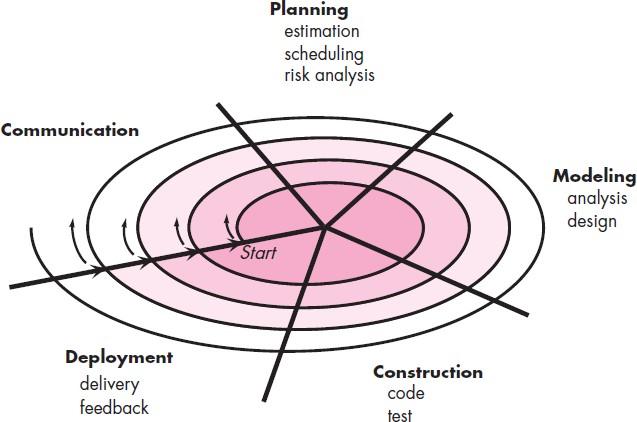 Planning
estimation
scheduling
risk analysis
Communication
Modeling
analysis
design
Start
Deployment
delivery
feedback
Construction
code
test